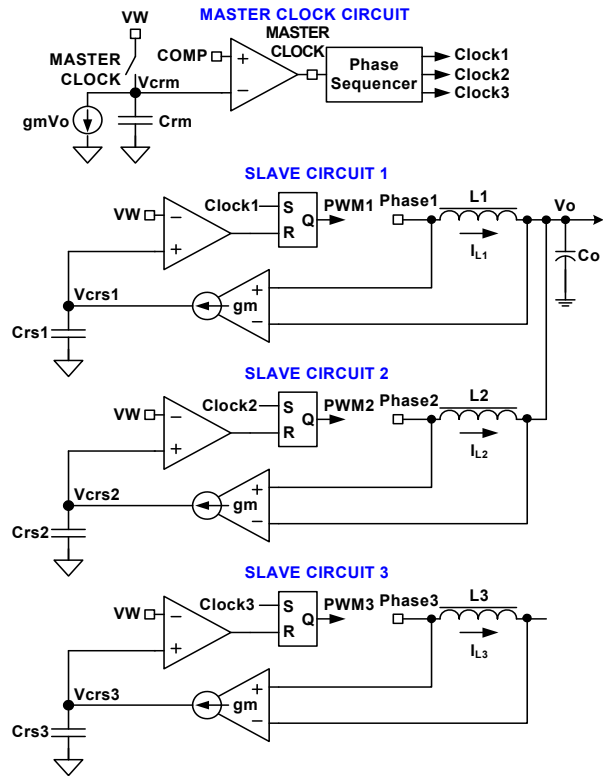 MASTER CLOCK CIRCUIT
VW
MASTER
CLOCK
MASTER
CLOCK
COMP
+
−
Vcrm
gmVo
Crm
Phase
Sequencer
Clock1
Clock2
Clock3
SLAVE CIRCUIT 1
VW
−
+
Clock1
S
R
Q
PWM1
Phase1
L1
IL1
Vo
Co
Vcrs1
gm
+
−
Crs1
SLAVE CIRCUIT 2
VW
−
+
Clock2
S
R
Q
PWM2
Phase2
L2
IL2
Vcrs2
gm
+
−
Crs2
SLAVE CIRCUIT 3
VW
−
+
Clock3
S
R
Q
PWM3
Phase3
L3
IL3
Vcrs3
gm
+
−
Crs3